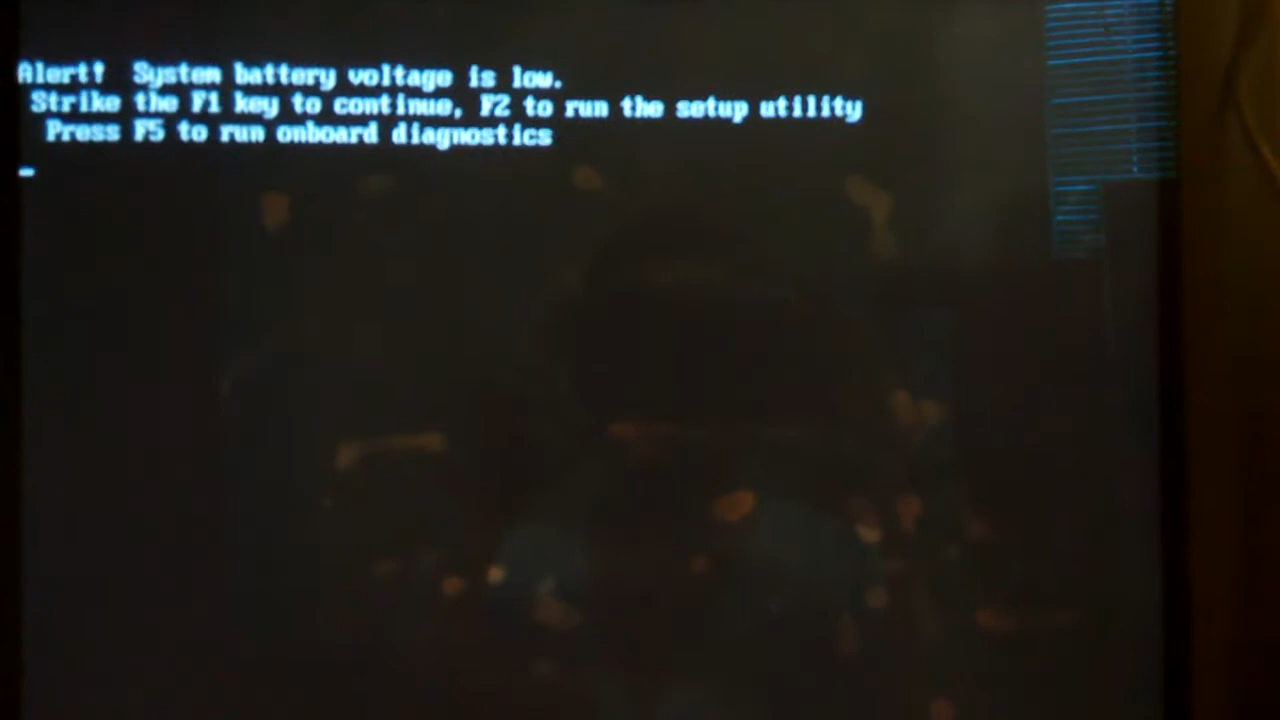 Alert!  System battery voltage is low.
Strike the F1 key to continue, F2 to run the setup utility
Press F5 to run onboard diagnostics